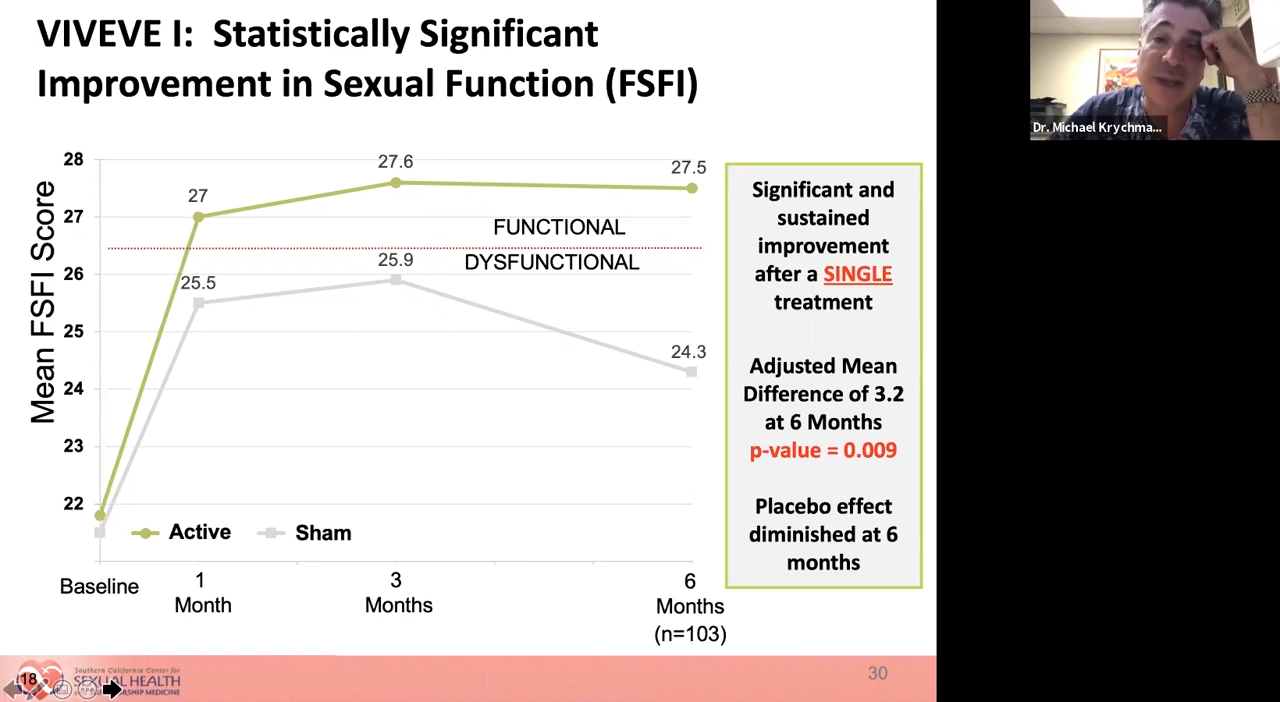 VIVEVE I: Statistically Significant
Improvement in Sexual Function (FSFI)
Dr. Michael Krychma...
Mean FSFI Score
28
27
26
25
24
23
22
27
27.6
27.5
FUNCTIONAL
DYSFUNCTIONAL
25.5
25.9
24.3
Active
Sham
Baseline
1
Month
3
Months
6
Months
(n=103)
Significant and
sustained
improvement
after a SINGLE
treatment
Adjusted Mean
Difference of 3.2
at 6 Months
p-value = 0.009
Placebo effect
diminished at 6
months
18
Southern California Center for
SEXUAL HEALTH
MEDICINE
30